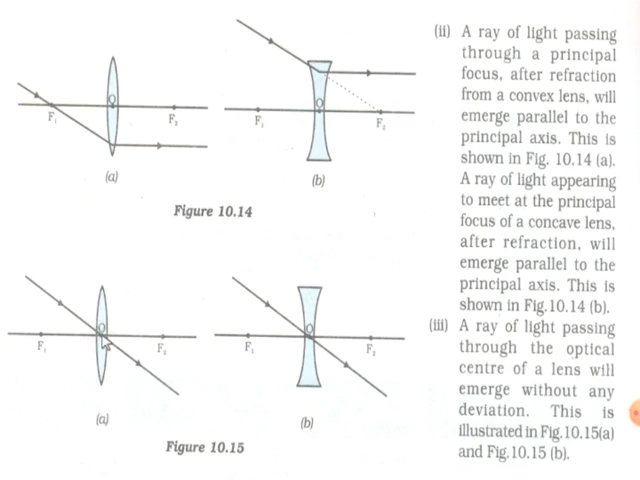 (ii) A ray of light passing
through a principal
focus, after refraction
from a convex lens, will
emerge parallel to the
principal axis. This is
shown in Fig. 10.14 (a).
A ray of light appearing
to meet at the principal
focus of a concave lens,
after refraction, will
emerge parallel to the
principal axis. This is
shown in Fig.10.14 (b).
(iii) A ray of light passing
through the optical
centre of a lens will
emerge without any
deviation. This is
illustrated in Fig.10.15(a)
and Fig.10.15 (b).
O
F₁ F₂
(a)
O
F₁ F₂
(b)
Figure 10.14
O
F₁ F₂
(a)
O
F₁ F₂
(b)
Figure 10.15